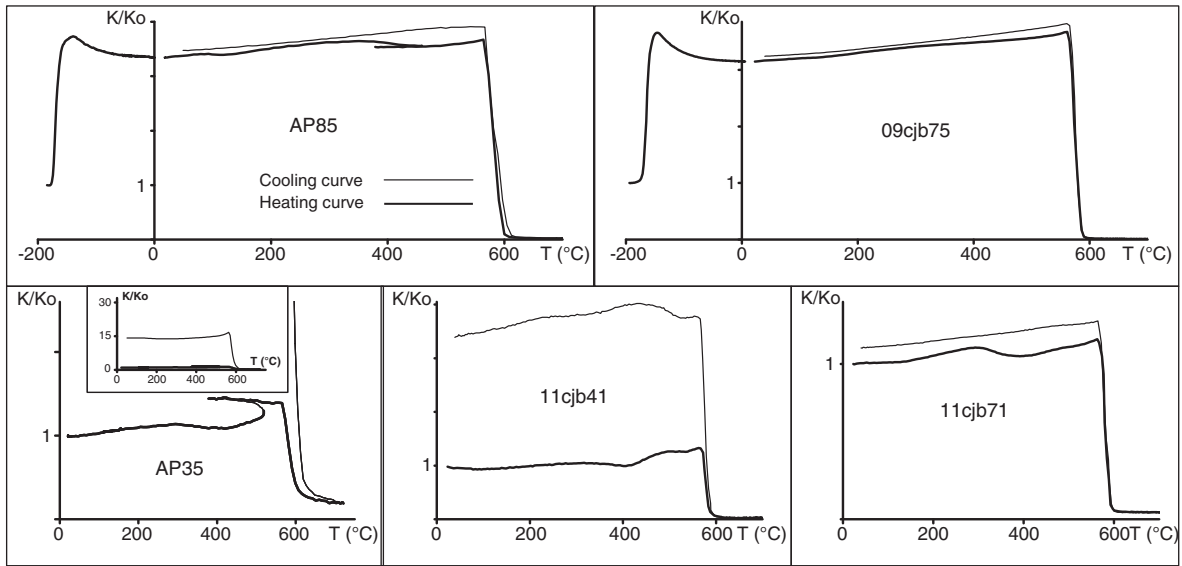 K/Ko
1
AP85
Cooling curve
Heating curve
-200 0 200 400 600 T (°C)
K/Ko
1
09cjb75
-200 0 200 400 600 T (°C)
K/Ko
K/Ko
30
15
0
T (°C)
0 200 400 600
1
AP35
0 200 400 600 T (°C)
K/Ko
1
11cjb41
0 200 400 600 T (°C)
K/Ko
1
11cjb71
0 200 400 600T (°C)